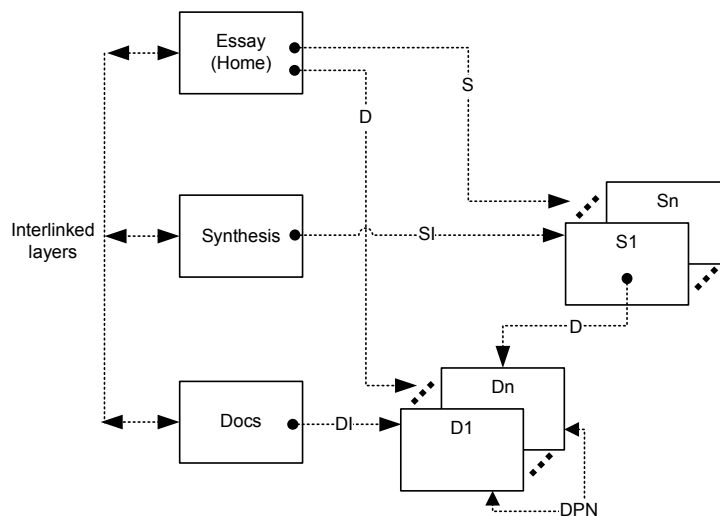 Essay
(Home)
S
D
Sn
Interlinked
layers
Synthesis
SI
S1
D
Dn
Docs
DI
D1
DPN